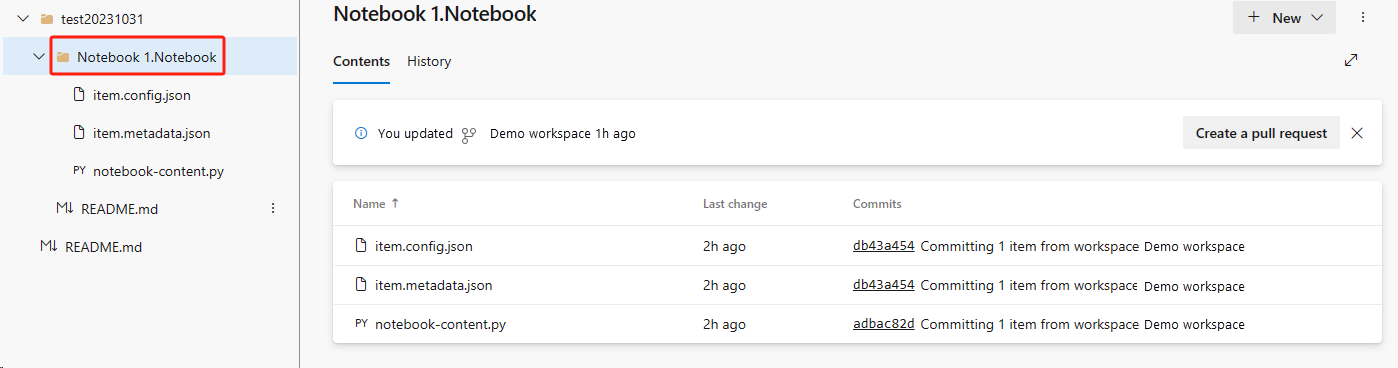 test20231031
Notebook 1.Notebook
item.config.json
item.metadata.json
PY notebook-content.py
M↓ README.md
M↓ README.md
Notebook 1.Notebook
+ New
Contents History
You updated Demo workspace 1h ago
Create a pull request
Name ↑ Last change Commits
item.config.json 2h ago db43a454 Committing 1 item from workspace Demo workspace
item.metadata.json 2h ago db43a454 Committing 1 item from workspace Demo workspace
PY notebook-content.py 2h ago adbac82d Committing 1 item from workspace Demo workspace